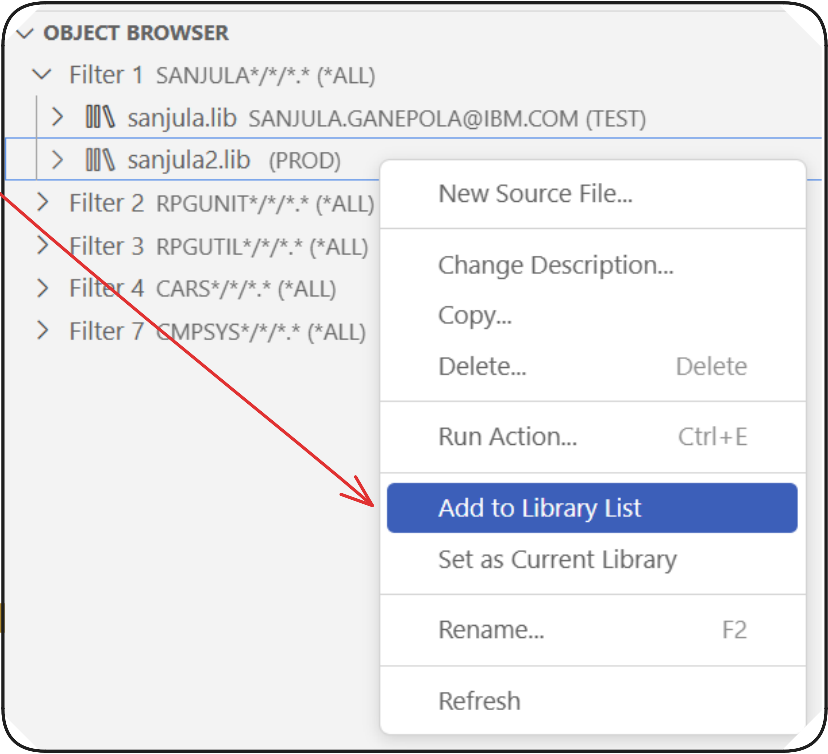 OBJECT BROWSER
Filter 1 SANJULA*/*/*.* (*ALL)
sanjula.lib SANJULA.GANEPOLA@IBM.COM (TEST)
sanjula2.lib (PROD)
Filter 2 RPGUNIT*/*/*.* (*ALL)
Filter 3 RPGUTIL*/*/*.* (*ALL)
Filter 4 CARS*/*/*.* (*ALL)
Filter 7 CMPSYS*/*/*.* (*ALL)
New Source File...
Change Description...
Copy...
Delete... Delete
Run Action... Ctrl+E
Add to Library List
Set as Current Library
Rename... F2
Refresh